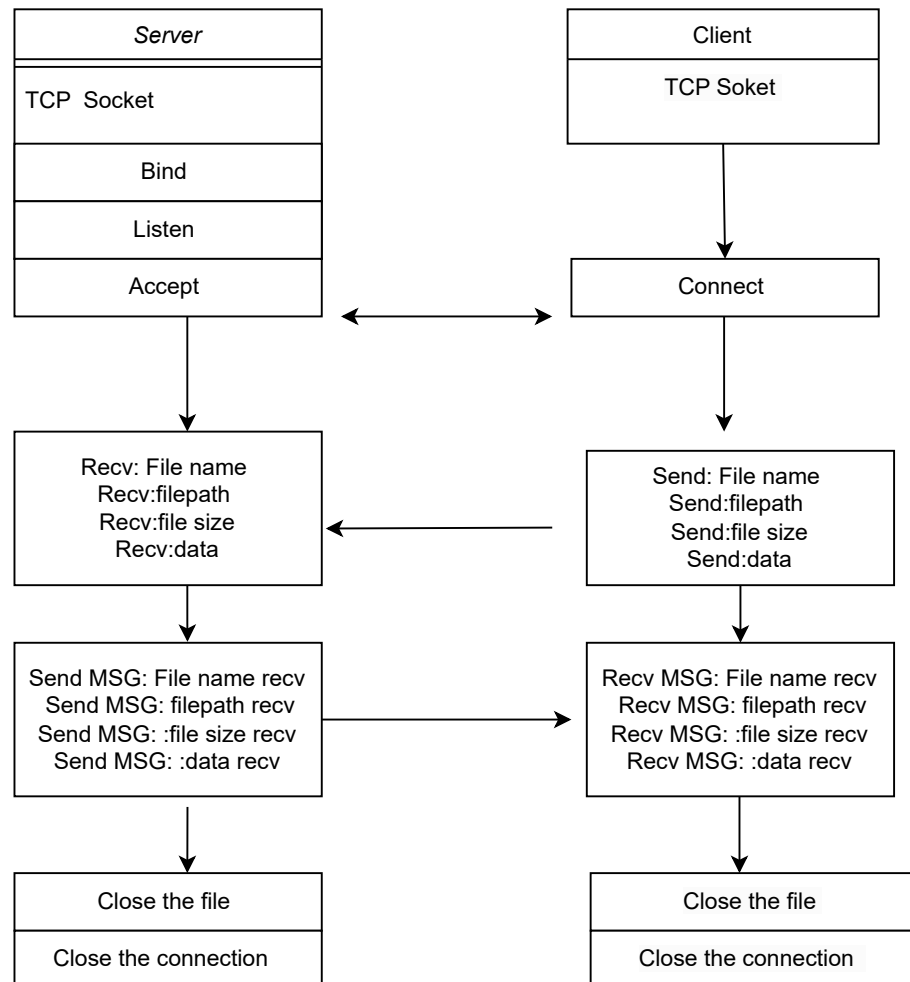 Server
TCP  Socket
Bind
Listen
Accept
Client
TCP Soket
Connect
Recv: File name
Recv:filepath
Recv:file size
Recv:data
Send: File name
Send:filepath
Send:file size
Send:data
Send MSG: File name recv
Send MSG: filepath recv
Send MSG: :file size recv
Send MSG: :data recv
Recv MSG: File name recv
Recv MSG: filepath recv
Recv MSG: :file size recv
Recv MSG: :data recv
Close the file
Close the connection
Close the file
Close the connection